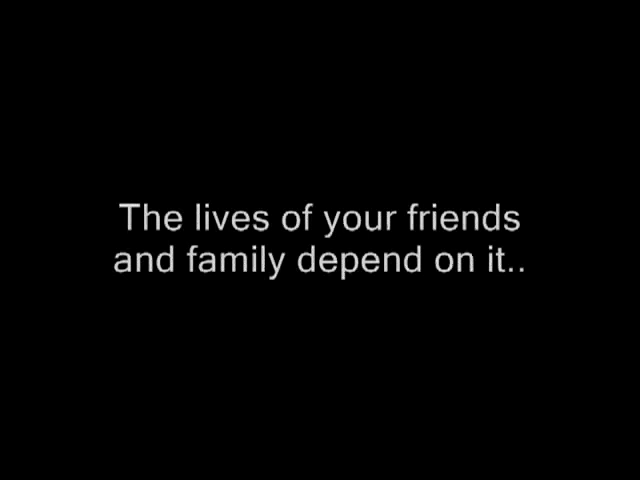 The lives of your friends
and family depend on it..